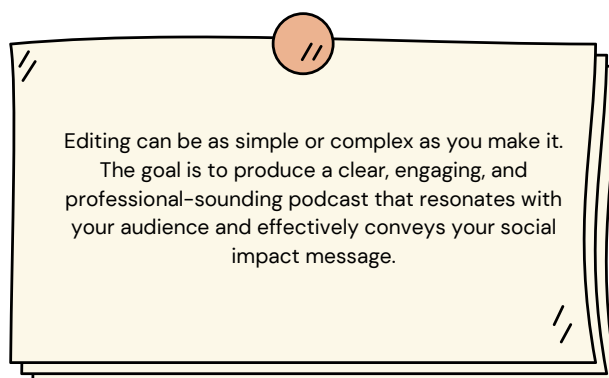 Editing can be as simple or complex as you make it.
The goal is to produce a clear, engaging, and
professional-sounding podcast that resonates with
your audience and effectively conveys your social
impact message.